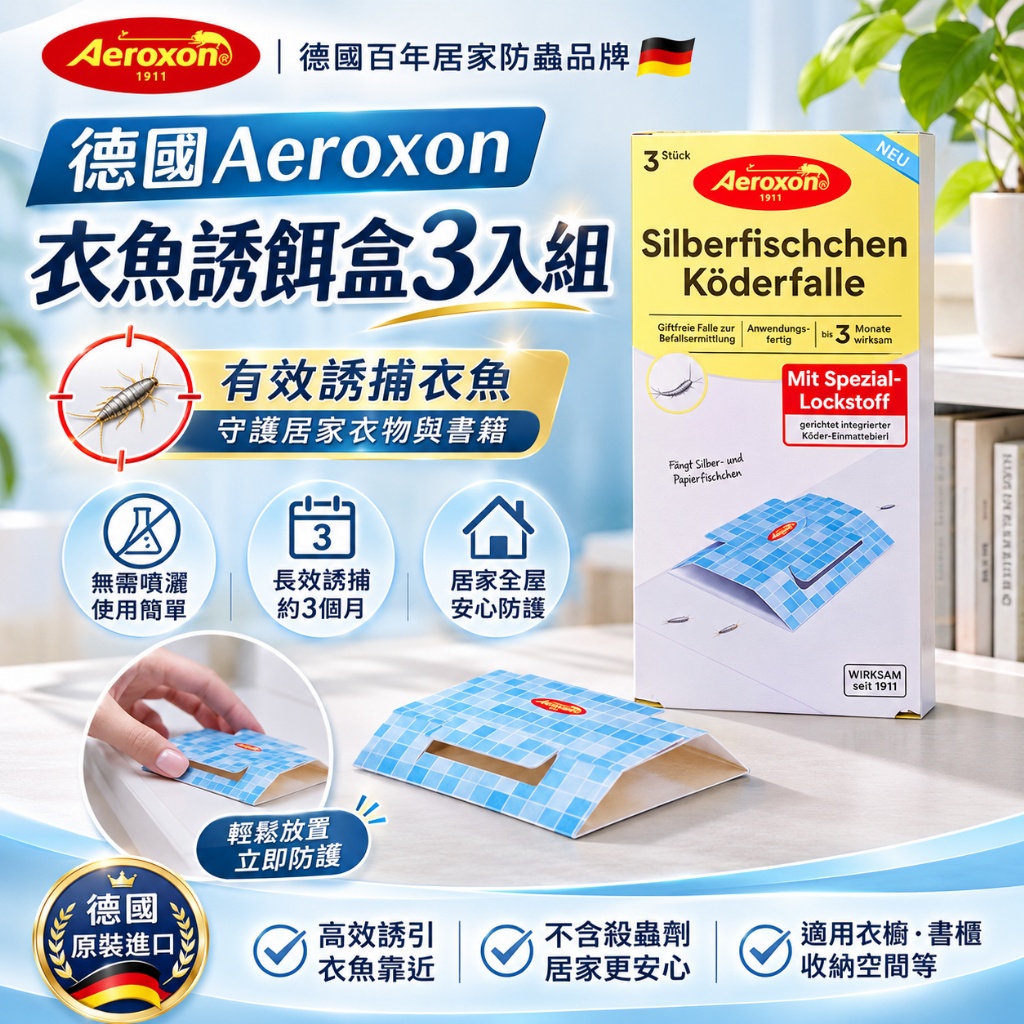 Aeroxon®
1911
德國百年居家防蟲品牌
德國Aeroxon
衣魚誘餌盒3入組
有效誘捕衣魚
守護居家衣物與書籍
無需噴灑
使用簡單
3
長效誘捕
約3個月
居家全屋
安心防護
3 Stück
NEU
Aeroxon®
1911
Silberfischchen
Köderfalle
Giftfreie Falle zur
Befallsermittlung
Anwendungs-
fertig
bis 3 Monate
wirksam
Mit Spezial-
Lockstoff
gerichtet integrierter
Köder-Einmattebierl
Fängt Silber- und
Papierfischchen
Aeroxon
WIRKSAM
seit 1911
Aeroxon
Aeroxon
輕鬆放置
立即防護
德國
原裝進口
高效誘引
衣魚靠近
不含殺蟲劑
居家更安心
適用衣櫥·書櫃
收納空間等